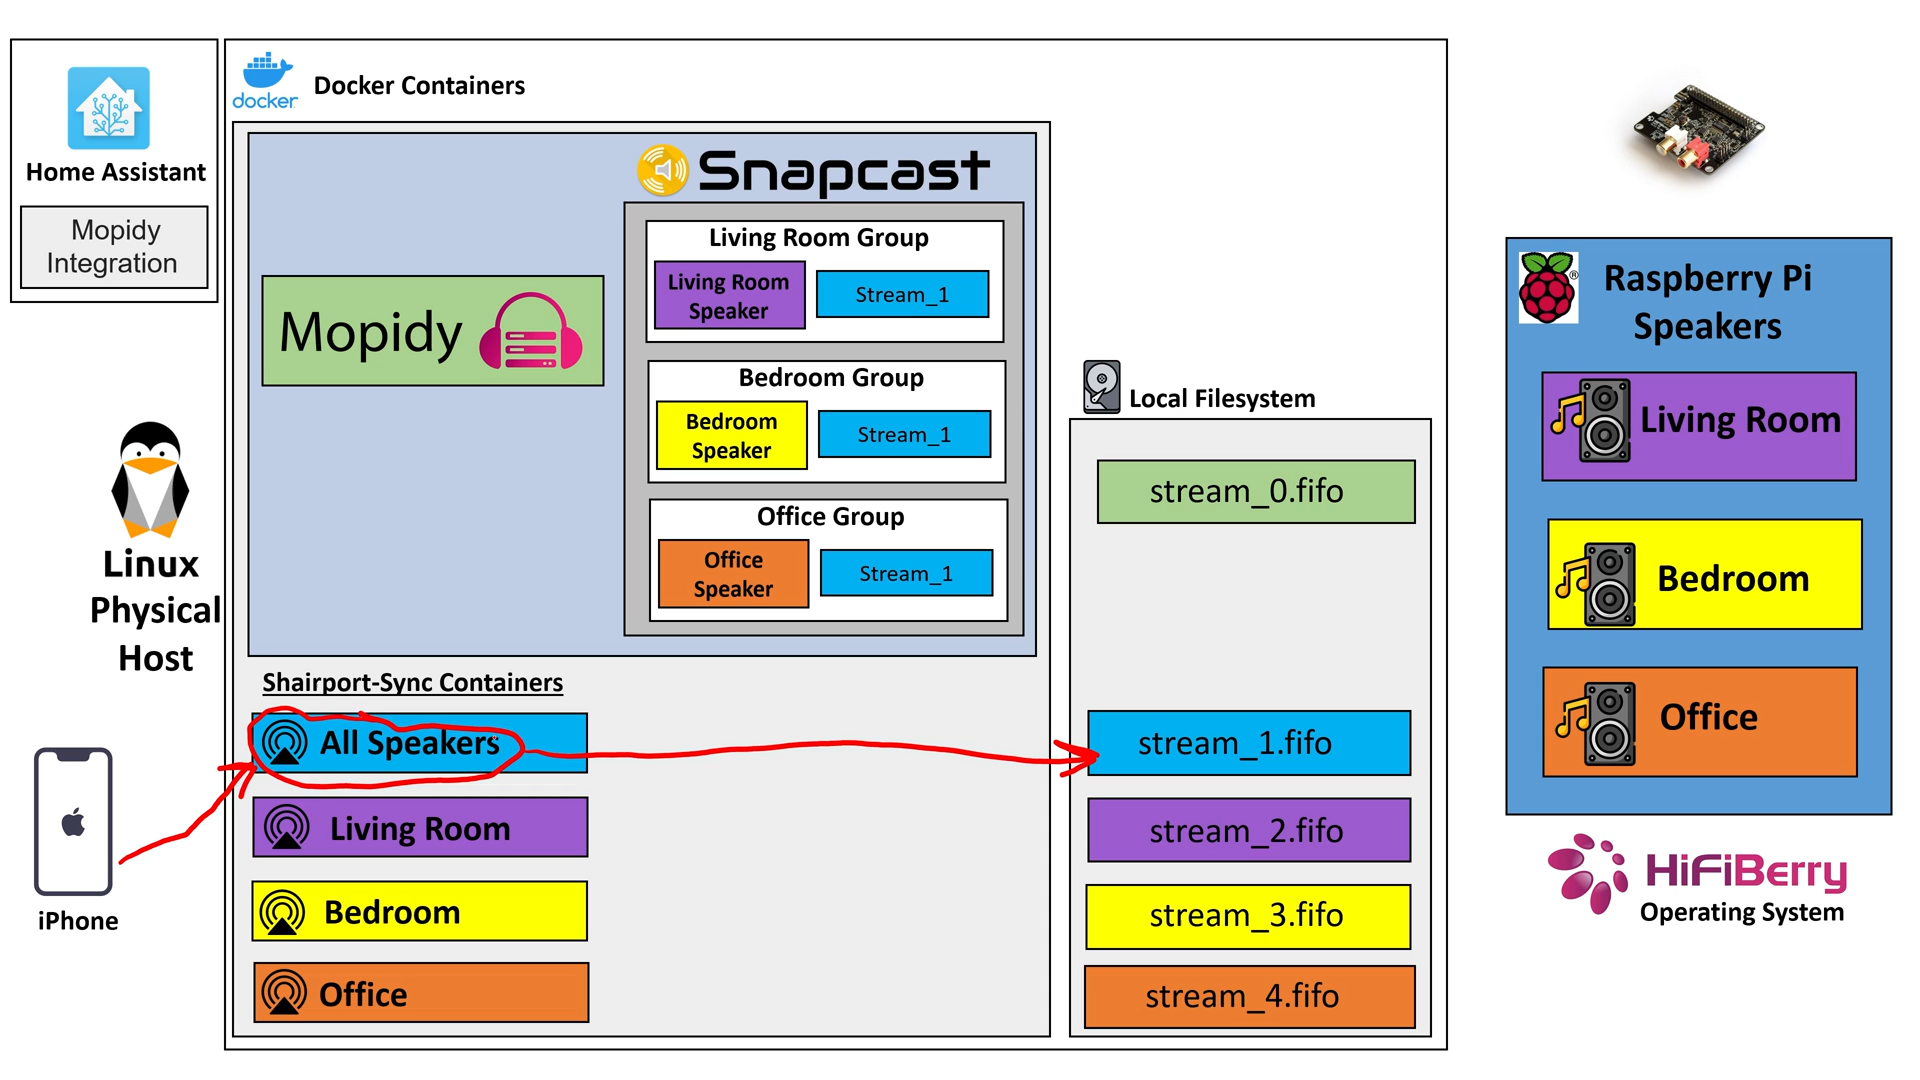 Home Assistant
Mopidy
Integration
docker
Docker Containers
Snapcast
Living Room Group
Living Room
Speaker
Stream_1
Mopidy
Bedroom Group
Bedroom
Speaker
Stream_1
Office Group
Office
Speaker
Stream_1
Linux
Physical
Host
Shairport-Sync Containers
All Speakers
Living Room
Bedroom
Office
iPhone
Local Filesystem
stream_0.fifo
stream_1.fifo
stream_2.fifo
stream_3.fifo
stream_4.fifo
®
Raspberry Pi
Speakers
Living Room
Bedroom
Office
HiFiBerry
Operating System